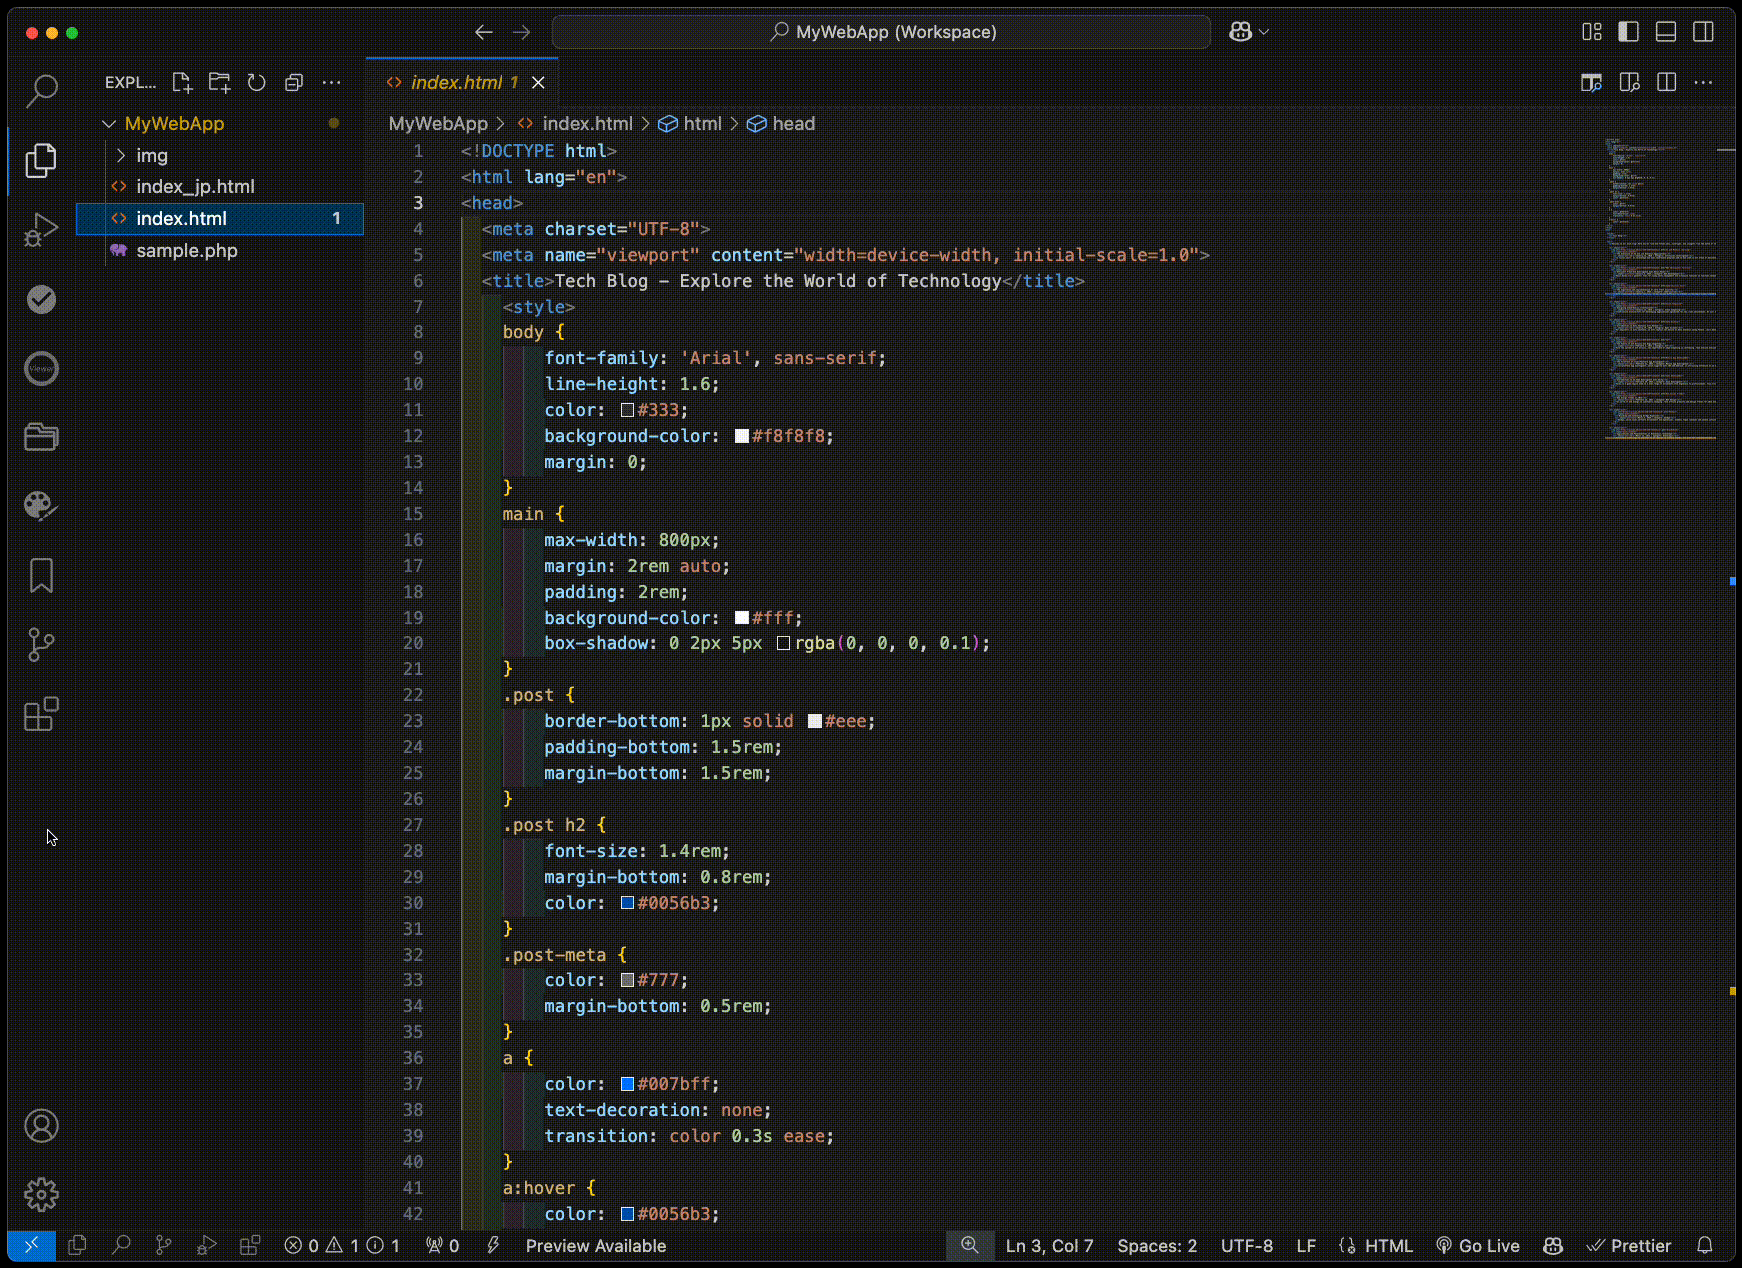 MyWebApp (Workspace)
EXPL...
index.html 1
MyWebApp
MyWebApp > index.html > html > head
img
index_jp.html
index.html 1
sample.php
Viewer
1 <!DOCTYPE html>
2 <html lang="en">
3 <head>
4 <meta charset="UTF-8">
5 <meta name="viewport" content="width=device-width, initial-scale=1.0">
6 <title>Tech Blog – Explore the World of Technology</title>
7 <style>
8 body {
9 font-family: 'Arial', sans-serif;
10 line-height: 1.6;
11 color: #333;
12 background-color: #f8f8f8;
13 margin: 0;
14 }
15 main {
16 max-width: 800px;
17 margin: 2rem auto;
18 padding: 2rem;
19 background-color: #fff;
20 box-shadow: 0 2px 5px rgba(0, 0, 0, 0.1);
21 }
22 .post {
23 border-bottom: 1px solid #eee;
24 padding-bottom: 1.5rem;
25 margin-bottom: 1.5rem;
26 }
27 .post h2 {
28 font-size: 1.4rem;
29 margin-bottom: 0.8rem;
30 color: #0056b3;
31 }
32 .post-meta {
33 color: #777;
34 margin-bottom: 0.5rem;
35 }
36 a {
37 color: #007bff;
38 text-decoration: none;
39 transition: color 0.3s ease;
40 }
41 a:hover {
42 color: #0056b3;
0 1 1 0 Preview Available Ln 3, Col 7 Spaces: 2 UTF-8 LF HTML Go Live Prettier